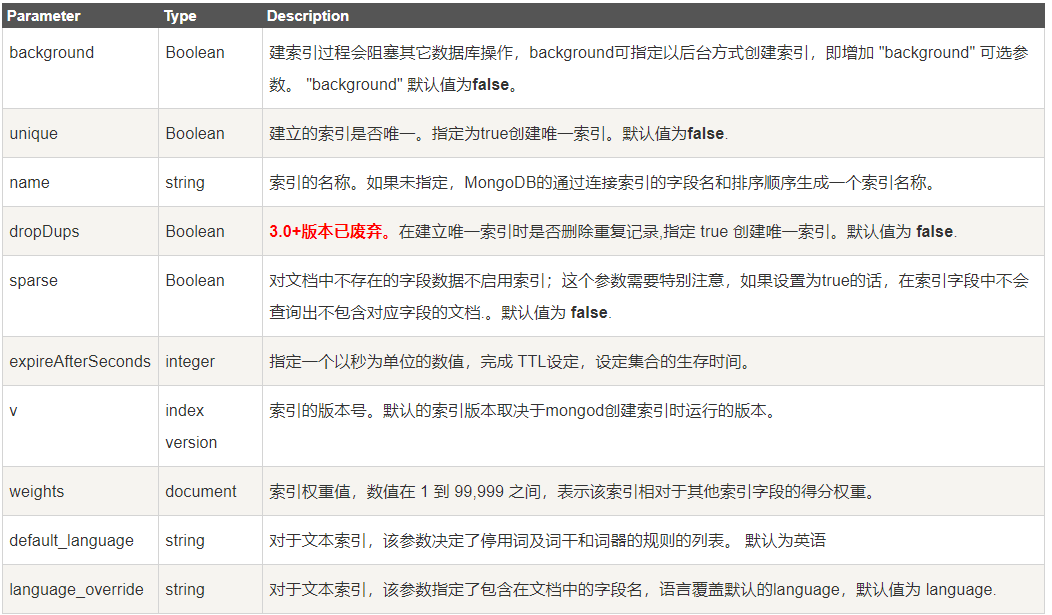 Parameter Type Description
background Boolean 建索引过程会阻塞其它数据库操作，background可指定以后台方式创建索引，即增加 "background" 可选参
数。 "background" 默认值为false。
unique Boolean 建立的索引是否唯一。指定为true创建唯一索引。默认值为false.
name string 索引的名称。如果未指定，MongoDB的通过连接索引的字段名和排序顺序生成一个索引名称。
dropDups Boolean 3.0+版本已废弃。在建立唯一索引时是否删除重复记录,指定 true 创建唯一索引。默认值为 false.
sparse Boolean 对文档中不存在的字段数据不启用索引；这个参数需要特别注意，如果设置为true的话，在索引字段中不会
查询出不包含对应字段的文档.。默认值为 false.
expireAfterSeconds integer 指定一个以秒为单位的数值，完成 TTL设定，设定集合的生存时间。
v index 索引的版本号。默认的索引版本取决于mongod创建索引时运行的版本。
version
weights document 索引权重值，数值在 1 到 99,999 之间，表示该索引相对于其他索引字段的得分权重。
default_language string 对于文本索引，该参数决定了停用词及词干和词器的规则的列表。 默认为英语
language_override string 对于文本索引，该参数指定了包含在文档中的字段名，语言覆盖默认的language，默认值为 language.